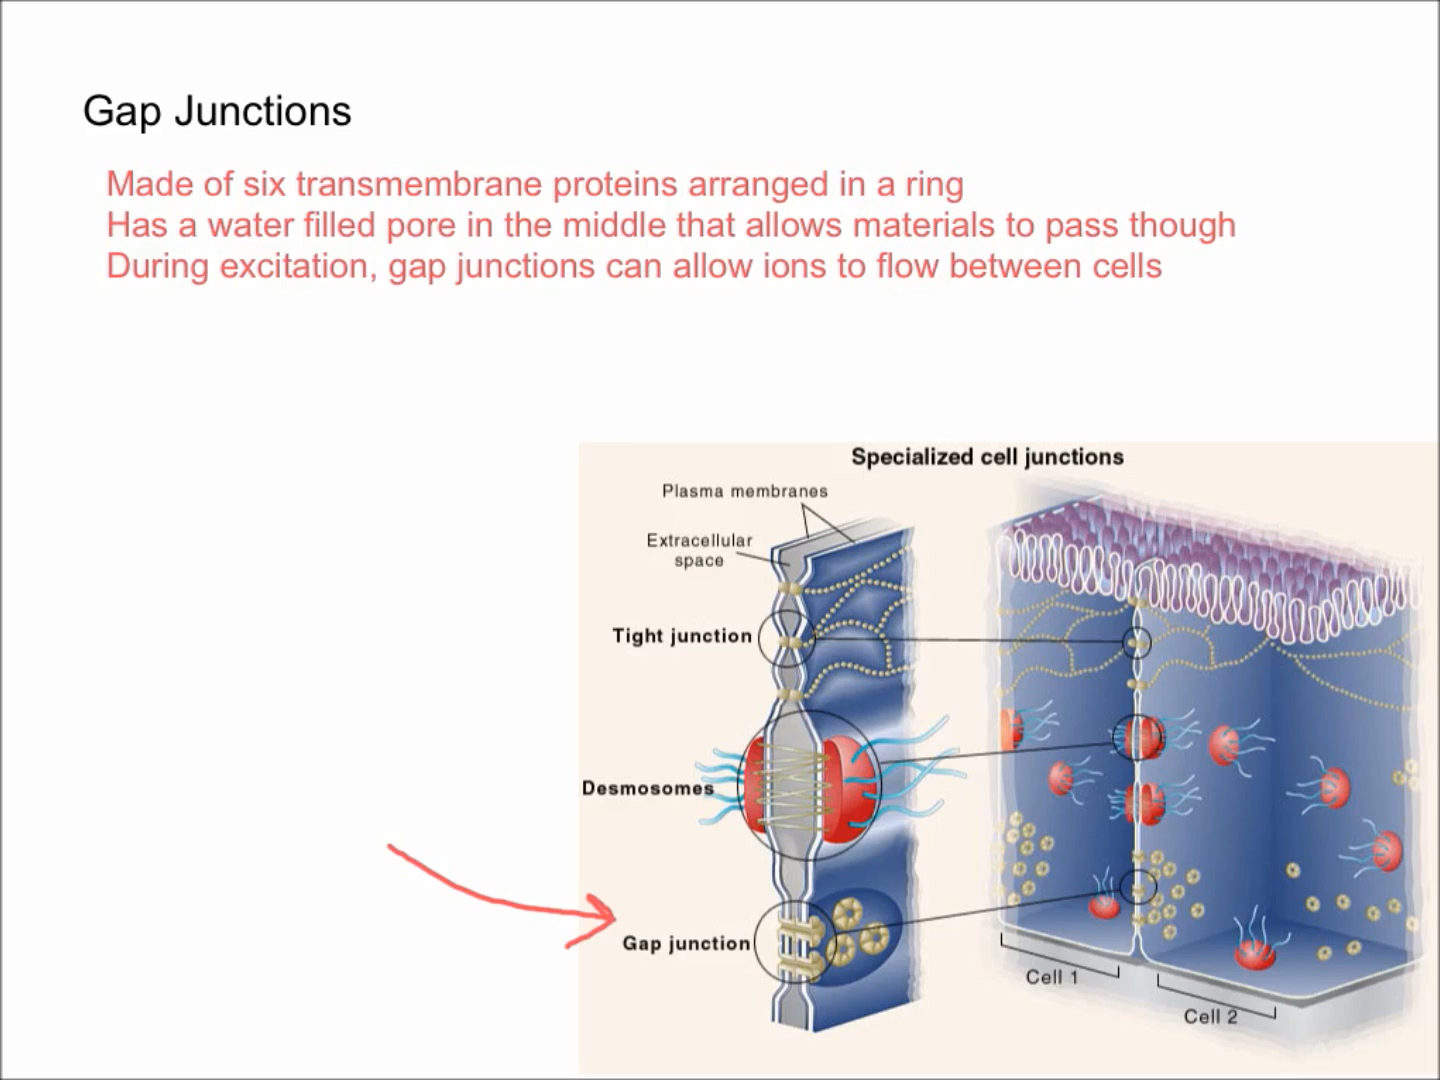 Gap Junctions
Made of six transmembrane proteins arranged in a ring
Has a water filled pore in the middle that allows materials to pass though
During excitation, gap junctions can allow ions to flow between cells
Specialized cell junctions
Plasma membranes
Extracellular
space
Tight junction
Desmosomes
Gap junction
Cell 1
Cell 2